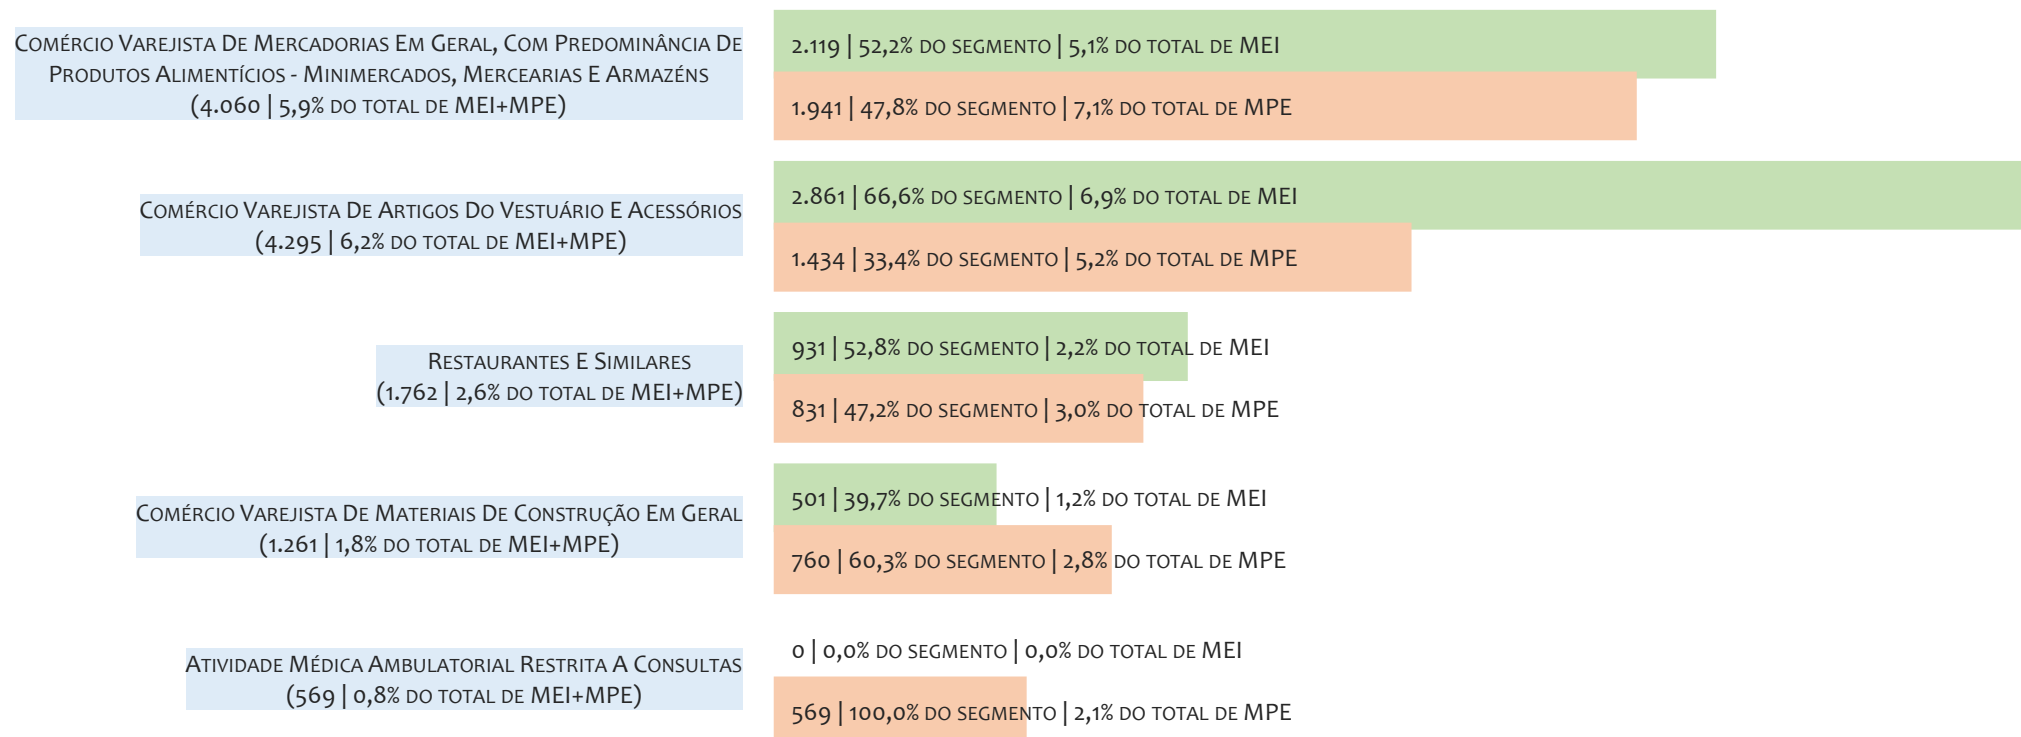 Comércio Varejista De Mercadorias Em Geral, Com Predominância De
Produtos Alimentícios - Minimercados, Mercearias E Armazéns
(4.060 | 5,9% do total de MEI+MPE)
2.119 | 52,2% do segmento | 5,1% do total de MEI
1.941 | 47,8% do segmento | 7,1% do total de MPE
Comércio Varejista De Artigos Do Vestuário E Acessórios
(4.295 | 6,2% do total de MEI+MPE)
2.861 | 66,6% do segmento | 6,9% do total de MEI
1.434 | 33,4% do segmento | 5,2% do total de MPE
Restaurantes E Similares
(1.762 | 2,6% do total de MEI+MPE)
931 | 52,8% do segmento | 2,2% do total de MEI
831 | 47,2% do segmento | 3,0% do total de MPE
Comércio Varejista De Materiais De Construção Em Geral
(1.261 | 1,8% do total de MEI+MPE)
501 | 39,7% do segmento | 1,2% do total de MEI
760 | 60,3% do segmento | 2,8% do total de MPE
Atividade Médica Ambulatorial Restrita A Consultas
(569 | 0,8% do total de MEI+MPE)
0 | 0,0% do segmento | 0,0% do total de MEI
569 | 100,0% do segmento | 2,1% do total de MPE